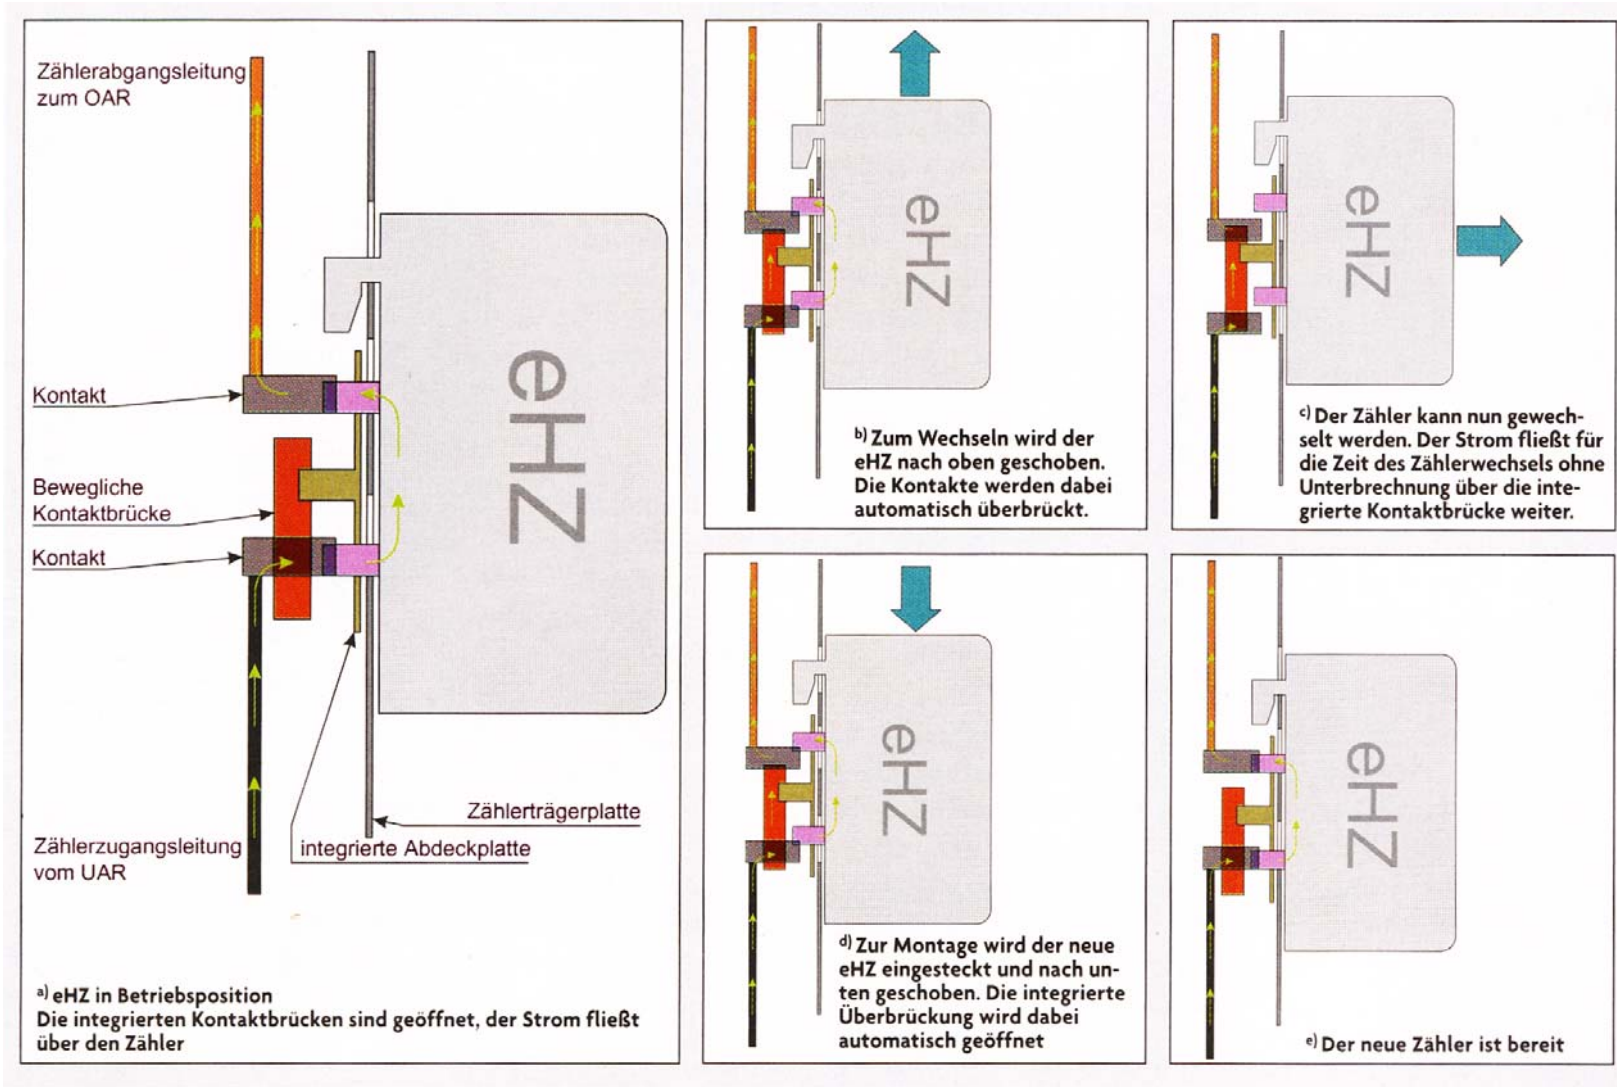 Zählerabgangsleitung
zum OAR
Kontakt
Bewegliche
Kontaktbrücke
Kontakt
Zählerzugangsleitung
vom UAR
Zählerträgerplatte
integrierte Abdeckplatte
eHZ
a) eHZ in Betriebsposition
Die integrierten Kontaktbrücken sind geöffnet, der Strom fließt
über den Zähler
eHZ
b) Zum Wechseln wird der
eHZ nach oben geschoben.
Die Kontakte werden dabei
automatisch überbrückt.
eHZ
c) Der Zähler kann nun gewech-
selt werden. Der Strom fließt für
die Zeit des Zählerwechsels ohne
Unterbrechnung über die inte-
grierte Kontaktbrücke weiter.
eHZ
d) Zur Montage wird der neue
eHZ eingesteckt und nach un-
ten geschoben. Die integrierte
Überbrückung wird dabei
automatisch geöffnet
eHZ
e) Der neue Zähler ist bereit